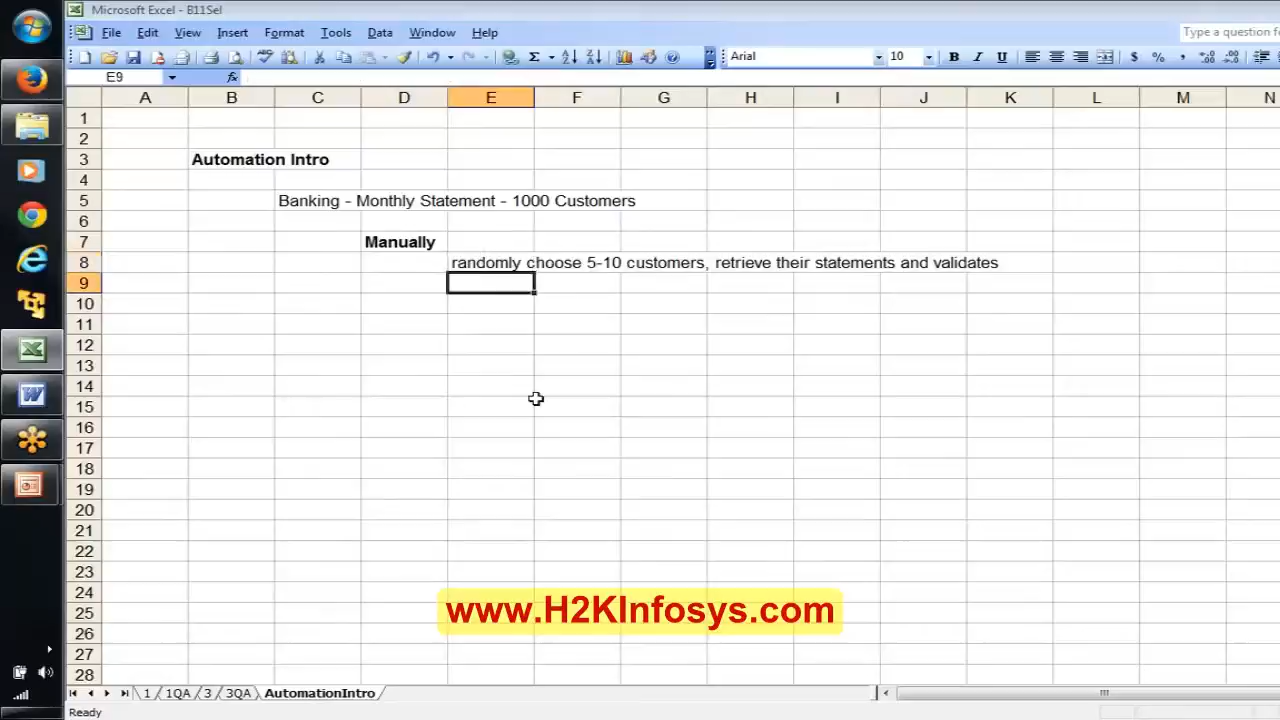 Microsoft Excel - B11Sel
File Edit View Insert Format Tools Data Window Help
Type a question
Arial 10 B I U $ % ,
E9 fx
A B C D E F G H I J K L M N
1
2
3 Automation Intro
4
5 Banking - Monthly Statement - 1000 Customers
6
7 Manually
8 randomly choose 5-10 customers, retrieve their statements and validates
9
10
11
12
13
14
15
16
17
18
19
20
21
22
23
24
25
26
27
28
www.H2KInfosys.com
1 / 1QA / 3 / 3QA AutomationIntro
Ready